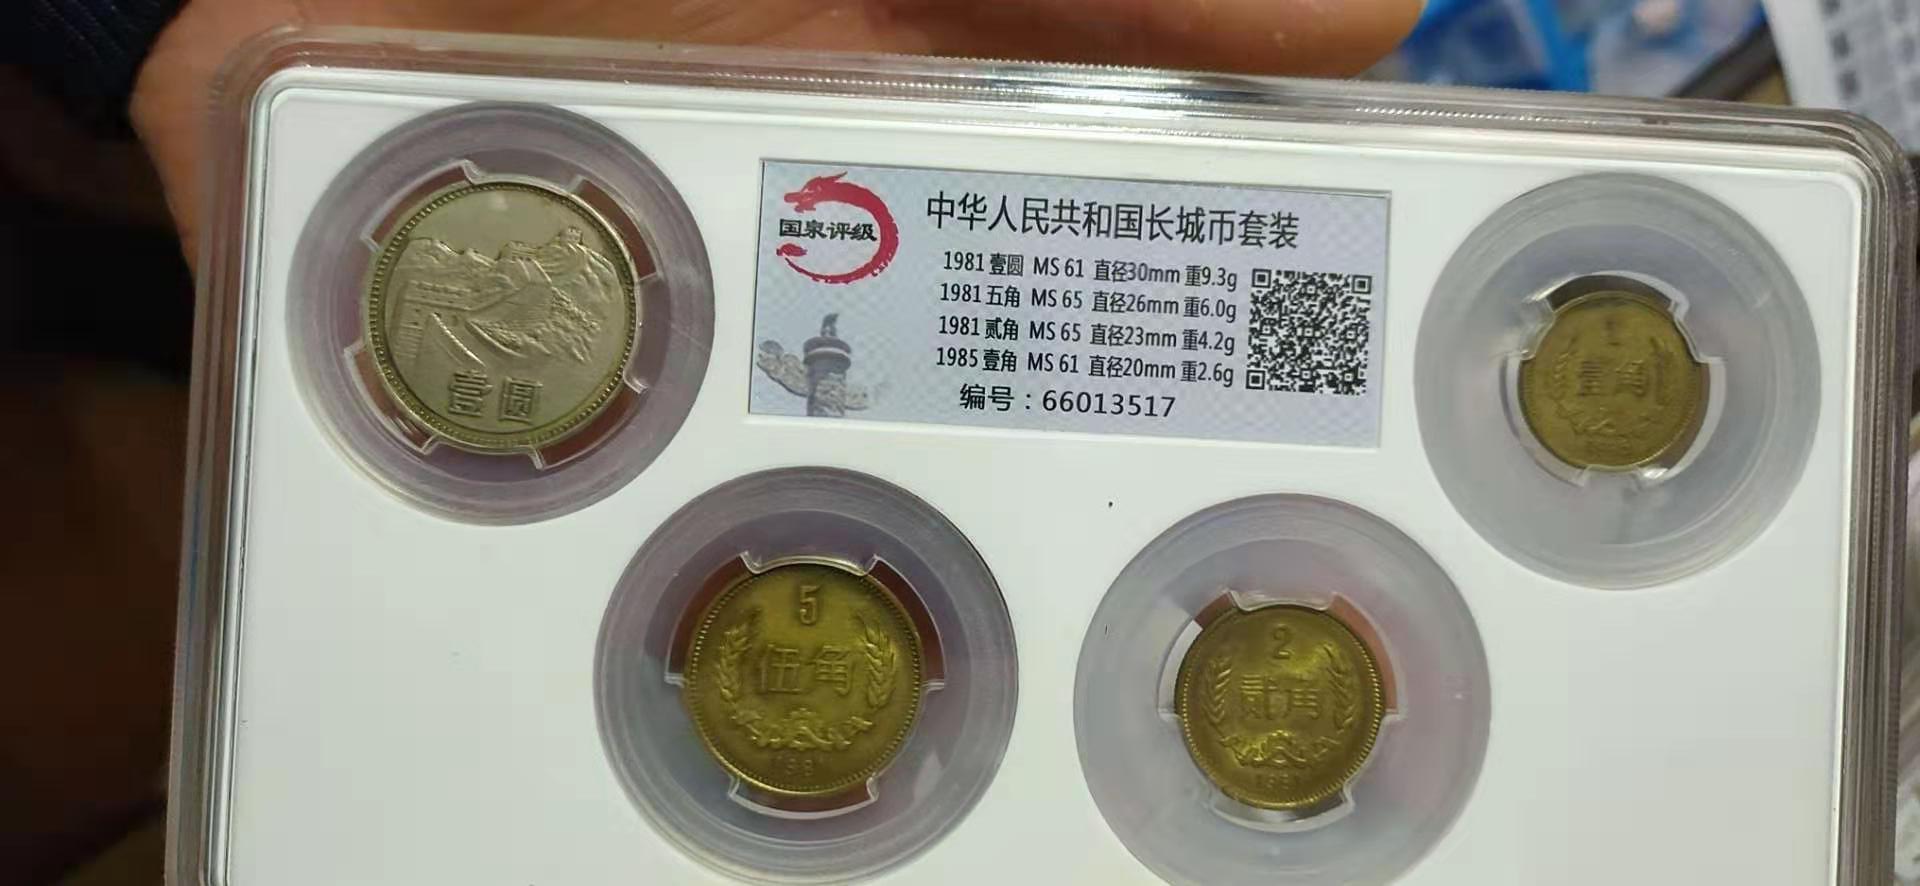 国泉评级
中华人民共和国长城币套装
1981 壹圆 MS 61 直径30mm 重9.3g
1981 五角 MS 65 直径26mm 重6.0g
1981 贰角 MS 65 直径23mm 重4.2g
1985 壹角 MS 61 直径20mm 重2.6g
编号：66013517
壹圆
1
壹角
5
伍角
1981
2
贰角
1981